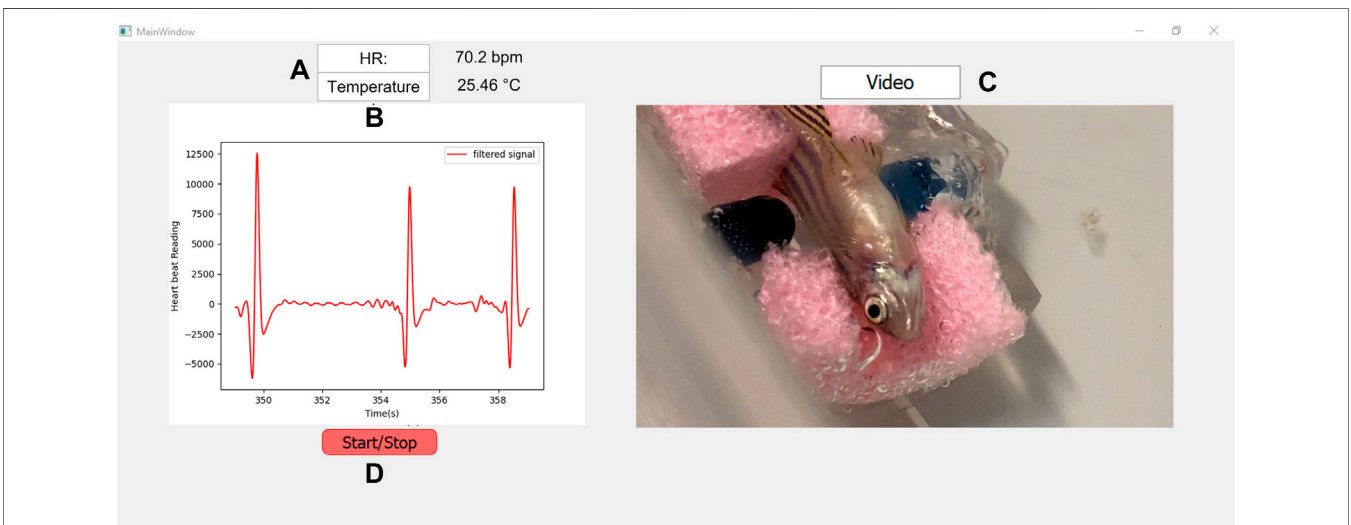 MainWindow
A
HR:
70.2 bpm
Temperature
25.46 °C
B
filtered signal
12500
10000
7500
5000
2500
0
−2500
−5000
Heart beat Reading
350
352
354
356
358
Time(s)
Start/Stop
D
Video
C